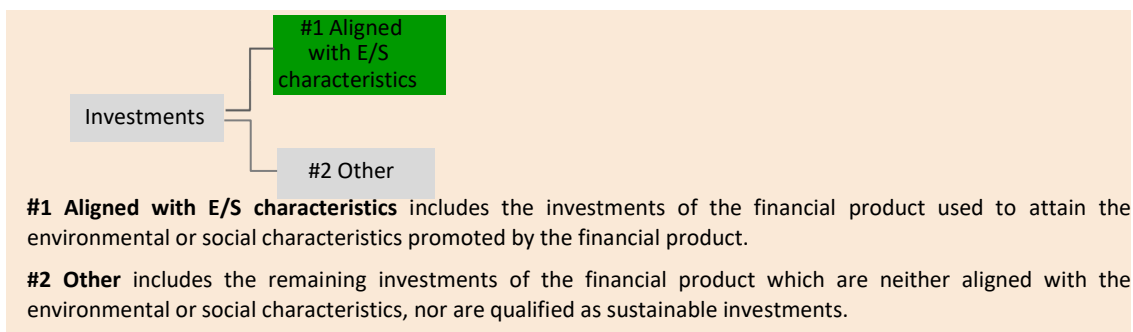 #1 Aligned
with E/S
characteristics
Investments
#2 Other
#1 Aligned with E/S characteristics includes the investments of the financial product used to attain the
environmental or social characteristics promoted by the financial product.
#2 Other includes the remaining investments of the financial product which are neither aligned with the
environmental or social characteristics, nor are qualified as sustainable investments.